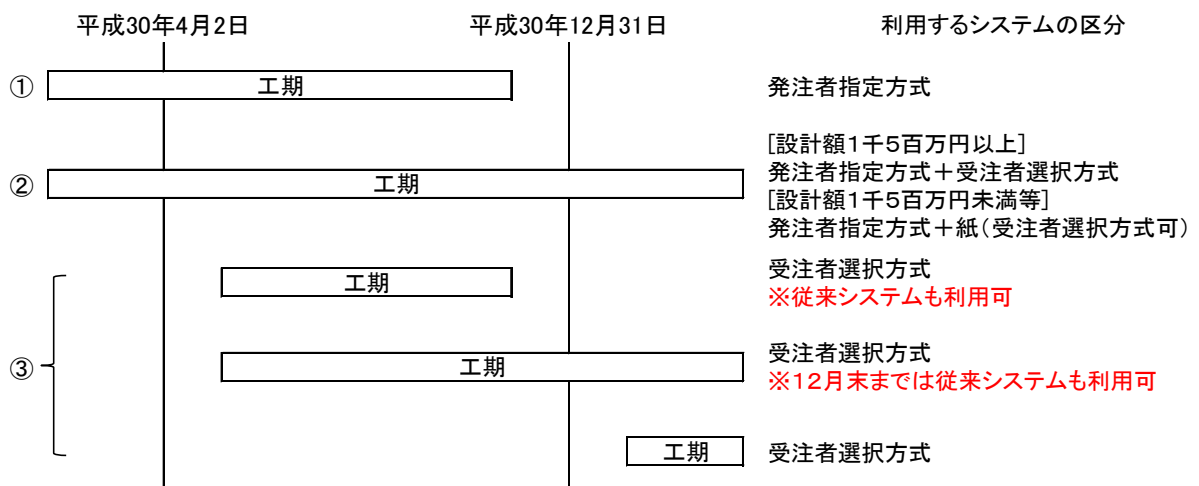 平成30年4月2日
平成30年12月31日
利用するシステムの区分
① 工期 発注者指定方式
[設計額1千5百万円以上]
② 工期 発注者指定方式+受注者選択方式
[設計額1千5百万円未満等]
発注者指定方式+紙(受注者選択方式可)
③
工期 受注者選択方式
※従来システムも利用可
工期 受注者選択方式
※12月末までは従来システムも利用可
工期 受注者選択方式